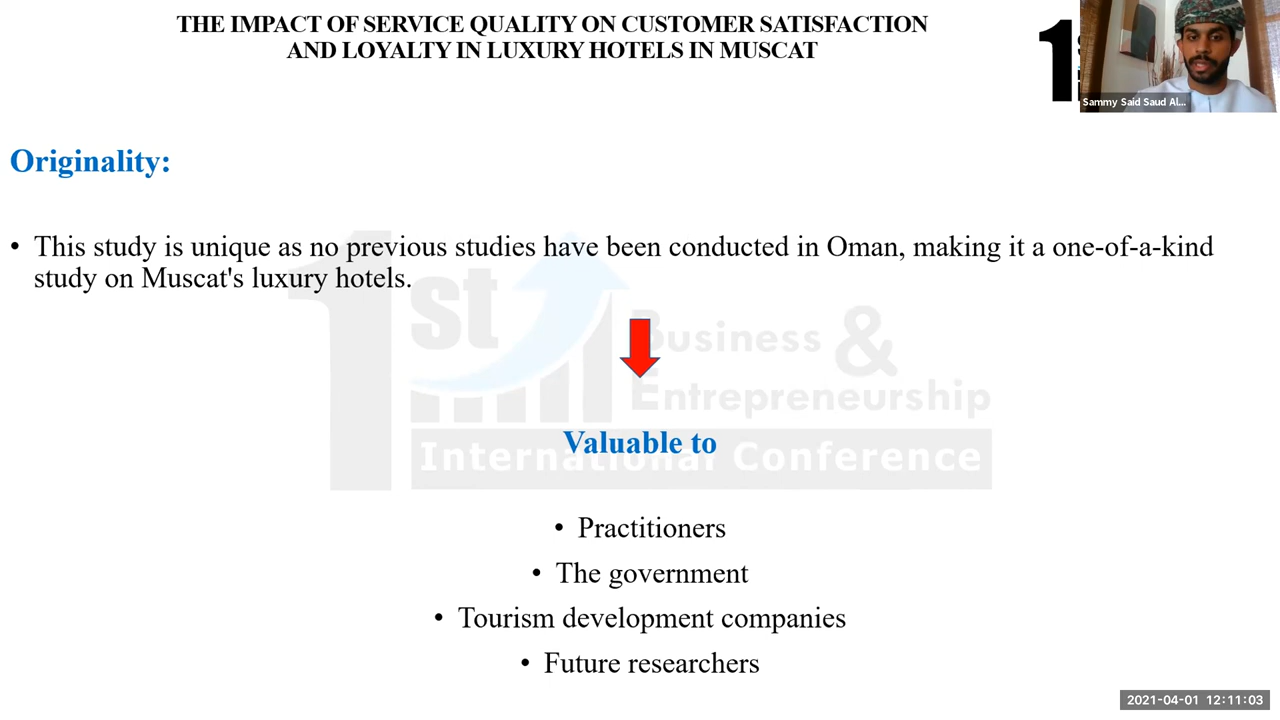 THE IMPACT OF SERVICE QUALITY ON CUSTOMER SATISFACTION
AND LOYALTY IN LUXURY HOTELS IN MUSCAT
1
Sammy Said Saud Al...
Originality:
• This study is unique as no previous studies have been conducted in Oman, making it a one-of-a-kind
study on Muscat's luxury hotels.
1st
Business &
Entrepreneurship
International Conference
Valuable to
• Practitioners
• The government
• Tourism development companies
• Future researchers
2021-04-01 12:11:03